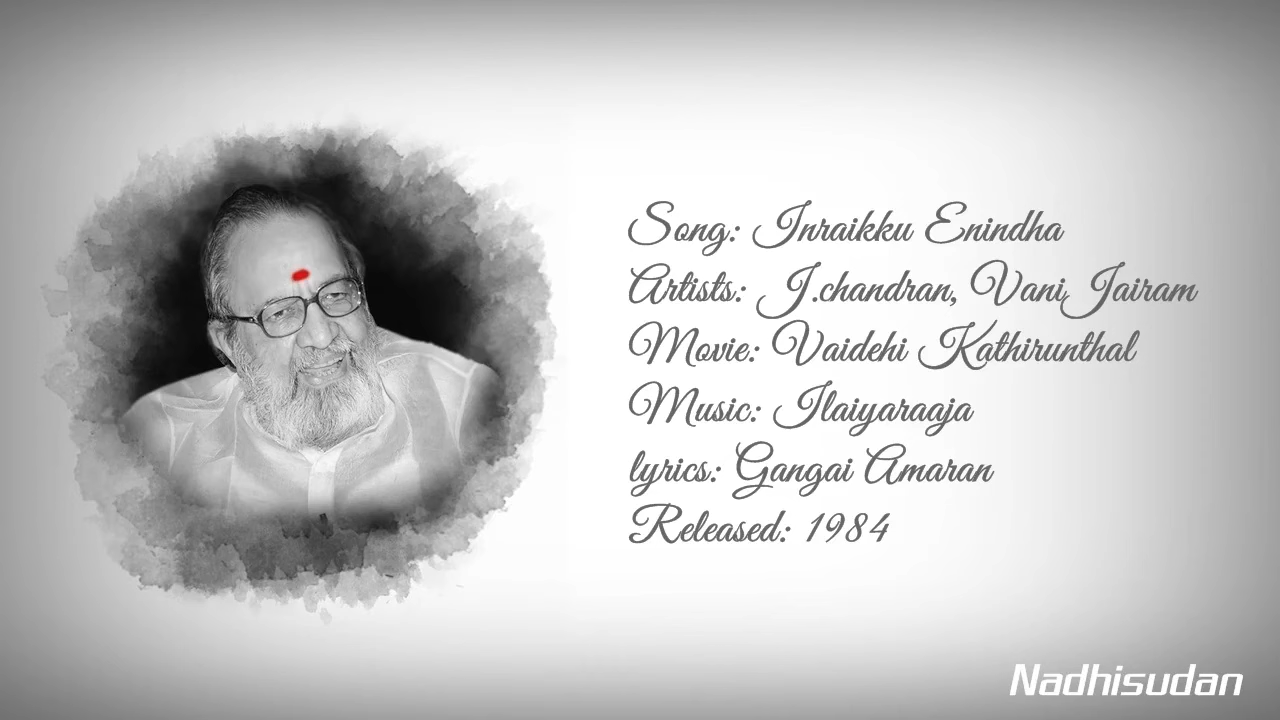 Song: Inraikku Enindha
Artists: J.chandran, Vani Jairam
Movie: Vaidehi Kathirunthal
Music: Ilaiyaraaja
lyrics: Gangai Amaran
Released: 1984
Nadhisudan